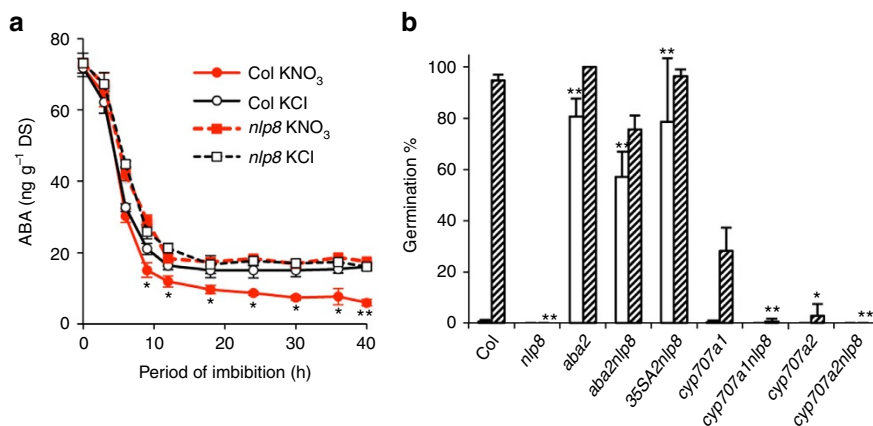 a
80
60
40
20
0
ABA (ng g⁻¹ DS)
0 10 20 30 40
Period of imbibition (h)
Col KNO₃
Col KCl
nlp8 KNO₃
nlp8 KCl
* * * * * **
b
100
80
60
40
20
0
Germination %
** ** ** ** ** * **
Col
nlp8
aba2
aba2nlp8
35SA2nlp8
cyp707a1
cyp707a1nlp8
cyp707a2
cyp707a2nlp8